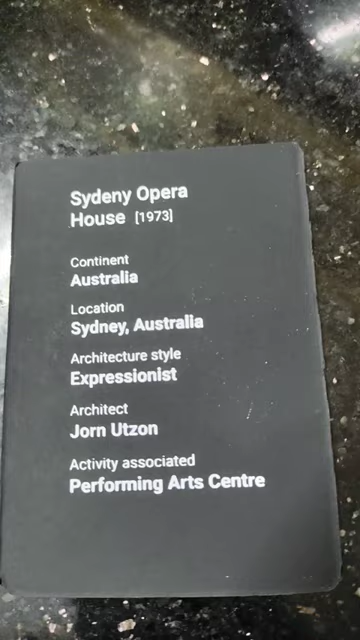 Sydeny Opera
House [1973]
Continent
Australia
Location
Sydney, Australia
Architecture style
Expressionist
Architect
Jorn Utzon
Activity associated
Performing Arts Centre